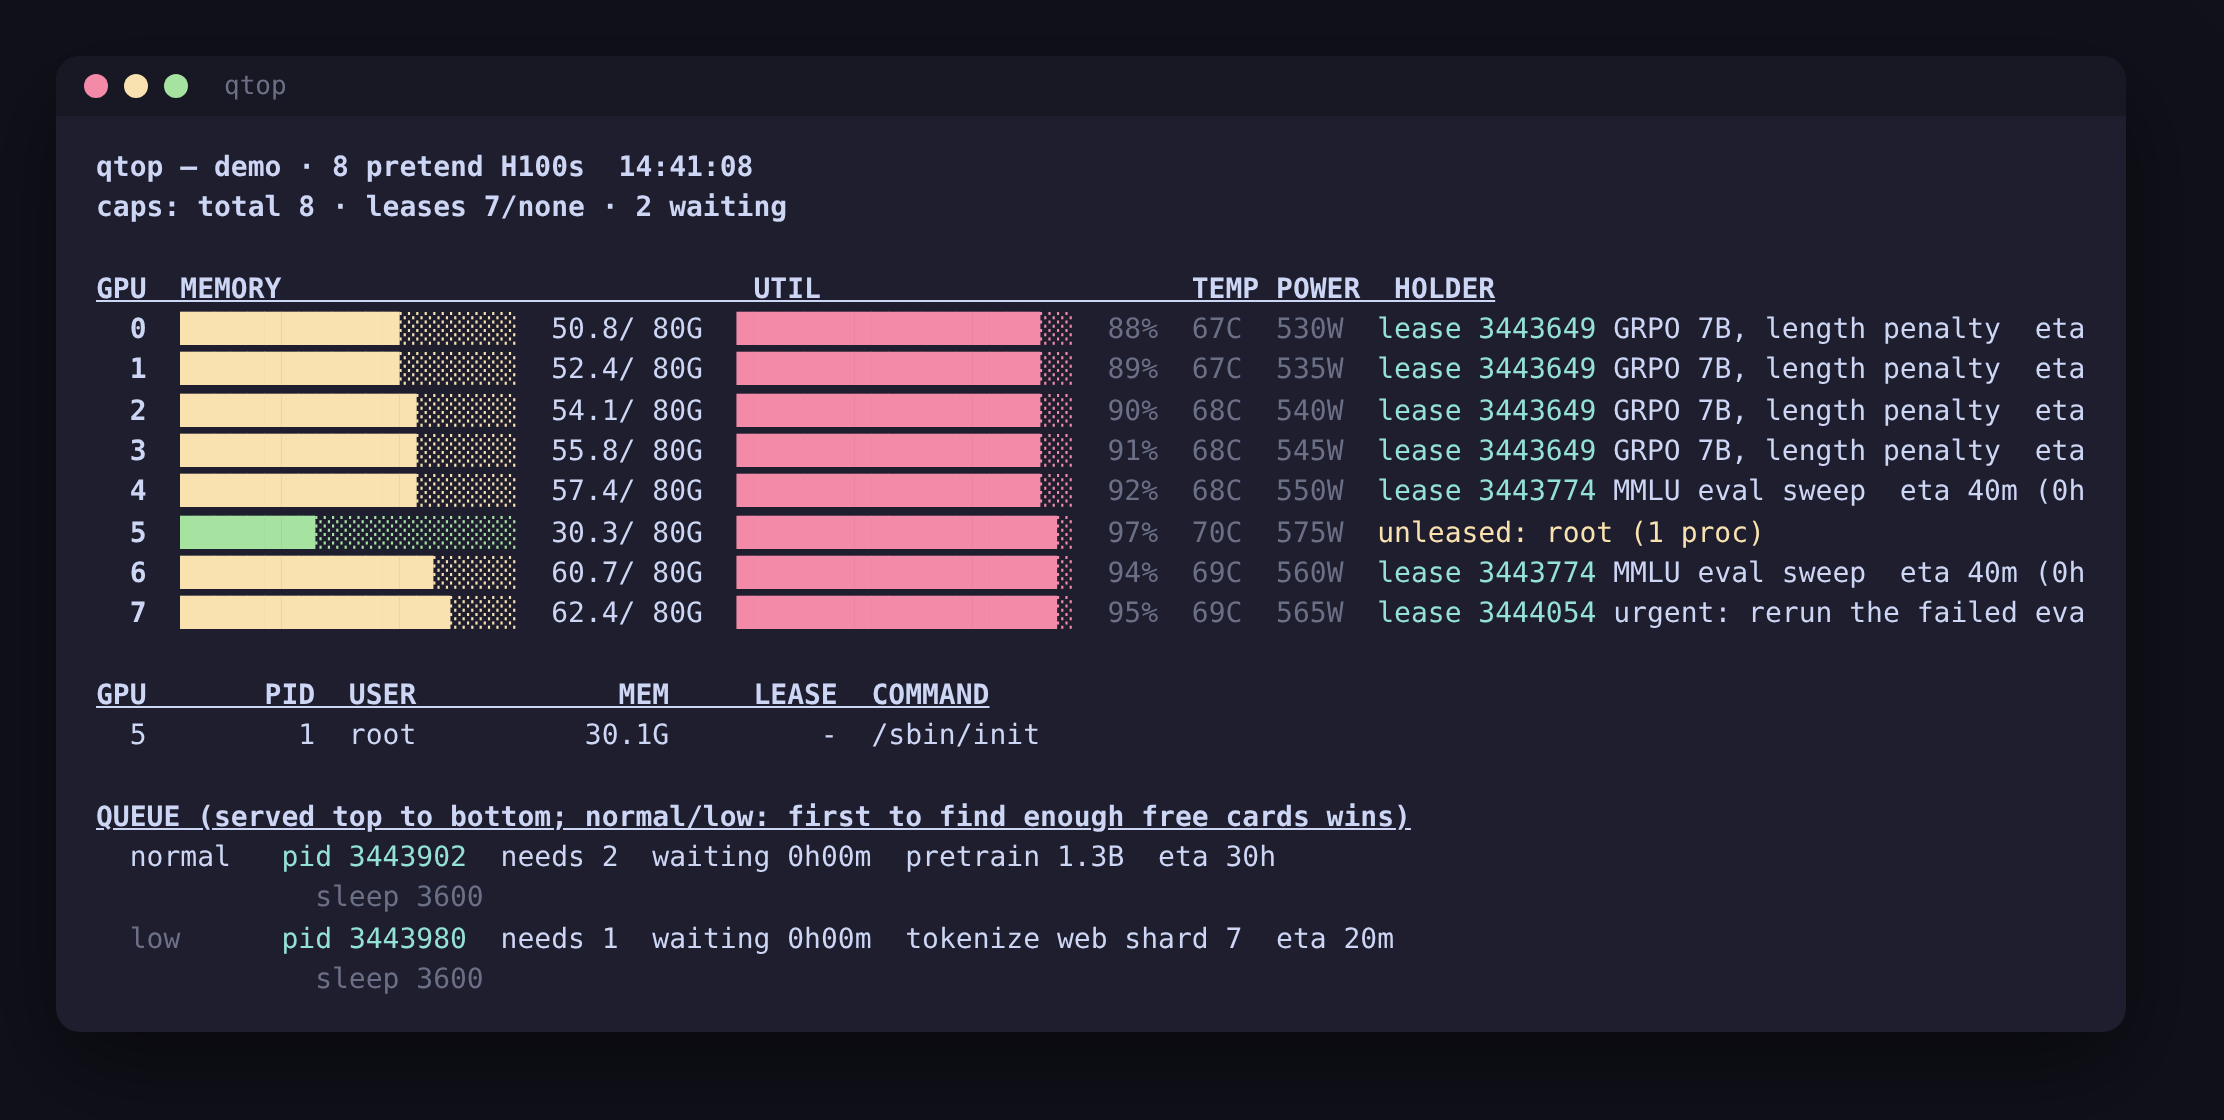 qtop
qtop — demo · 8 pretend H100s 14:41:08
caps: total 8 · leases 7/none · 2 waiting
GPU MEMORY UTIL TEMP POWER HOLDER
0 50.8/ 80G 88% 67C 530W lease 3443649 GRPO 7B, length penalty eta
1 52.4/ 80G 89% 67C 535W lease 3443649 GRPO 7B, length penalty eta
2 54.1/ 80G 90% 68C 540W lease 3443649 GRPO 7B, length penalty eta
3 55.8/ 80G 91% 68C 545W lease 3443649 GRPO 7B, length penalty eta
4 57.4/ 80G 92% 68C 550W lease 3443774 MMLU eval sweep eta 40m (0h
5 30.3/ 80G 97% 70C 575W unleased: root (1 proc)
6 60.7/ 80G 94% 69C 560W lease 3443774 MMLU eval sweep eta 40m (0h
7 62.4/ 80G 95% 69C 565W lease 3444054 urgent: rerun the failed eva
GPU PID USER MEM LEASE COMMAND
5 1 root 30.1G - /sbin/init
QUEUE (served top to bottom; normal/low: first to find enough free cards wins)
normal pid 3443902 needs 2 waiting 0h00m pretrain 1.3B eta 30h
sleep 3600
low pid 3443980 needs 1 waiting 0h00m tokenize web shard 7 eta 20m
sleep 3600